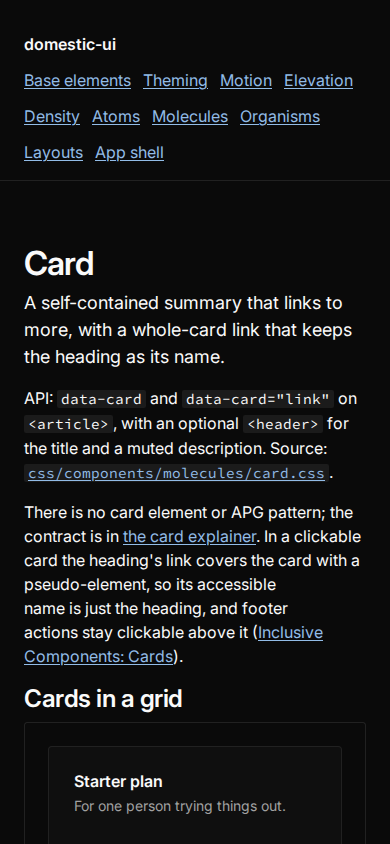 domestic-ui
Base elements Theming Motion Elevation
Density Atoms Molecules Organisms
Layouts App shell
Card
A self-contained summary that links to
more, with a whole-card link that keeps
the heading as its name.
API: data-card and data-card="link" on
<article>, with an optional <header> for
the title and a muted description. Source:
css/components/molecules/card.css.
There is no card element or APG pattern; the
contract is in the card explainer. In a clickable
card the heading's link covers the card with a
pseudo-element, so its accessible
name is just the heading, and footer
actions stay clickable above it (Inclusive
Components: Cards).
Cards in a grid
Starter plan
For one person trying things out.